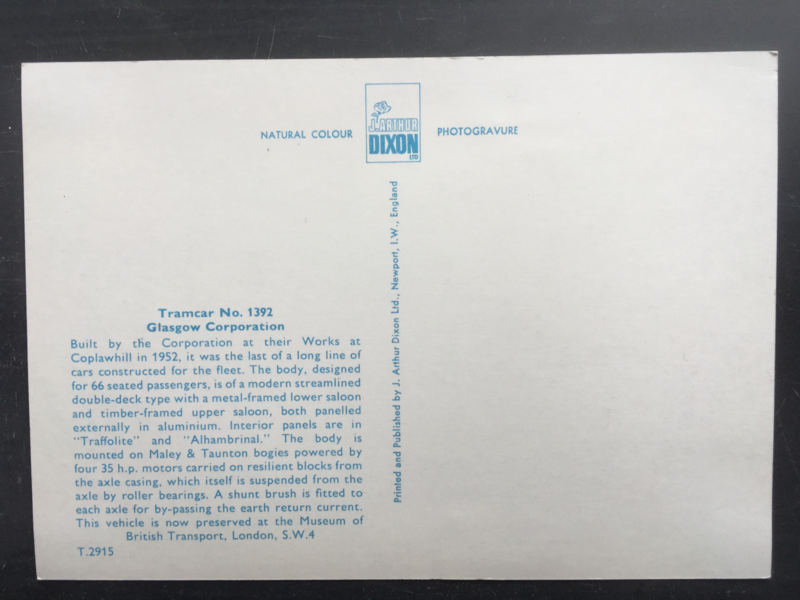 NATURAL COLOUR
J. ARTHUR
DIXON
LTD
PHOTOGRAVURE
Printed and Published by J. Arthur Dixon Ltd., Newport, I.W., England
Tramcar No. 1392
Glasgow Corporation
Built by the Corporation at their Works at
Coplawhill in 1952, it was the last of a long line of
cars constructed for the fleet. The body, designed
for 66 seated passengers, is of a modern streamlined
double-deck type with a metal-framed lower saloon
and timber-framed upper saloon, both panelled
externally in aluminium. Interior panels are in
"Traffolite" and "Alhambrinal." The body is
mounted on Maley & Taunton bogies powered by
four 35 h.p. motors carried on resilient blocks from
the axle casing, which itself is suspended from the
axle by roller bearings. A shunt brush is fitted to
each axle for by-passing the earth return current.
This vehicle is now preserved at the Museum of
British Transport, London, S.W.4
T.2915